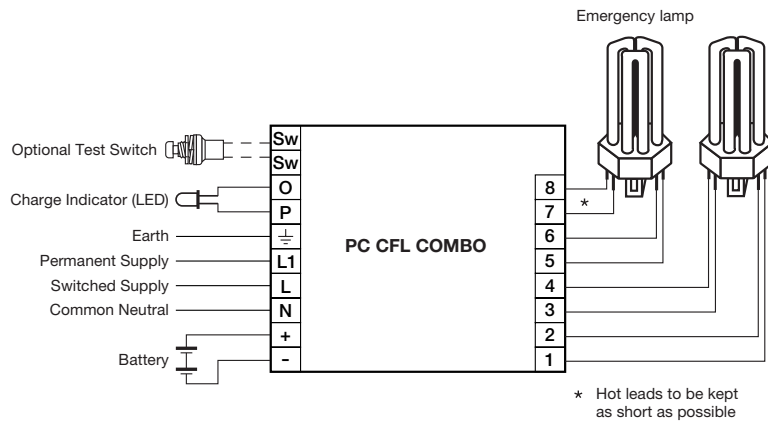 Emergency lamp
Optional Test Switch
Sw
Sw
Charge Indicator (LED)
O
P
Earth
Permanent Supply
L1
Switched Supply
L
Common Neutral
N
Battery
+
-
PC CFL COMBO
8
7
*
6
5
4
3
2
1
* Hot leads to be kept
as short as possible